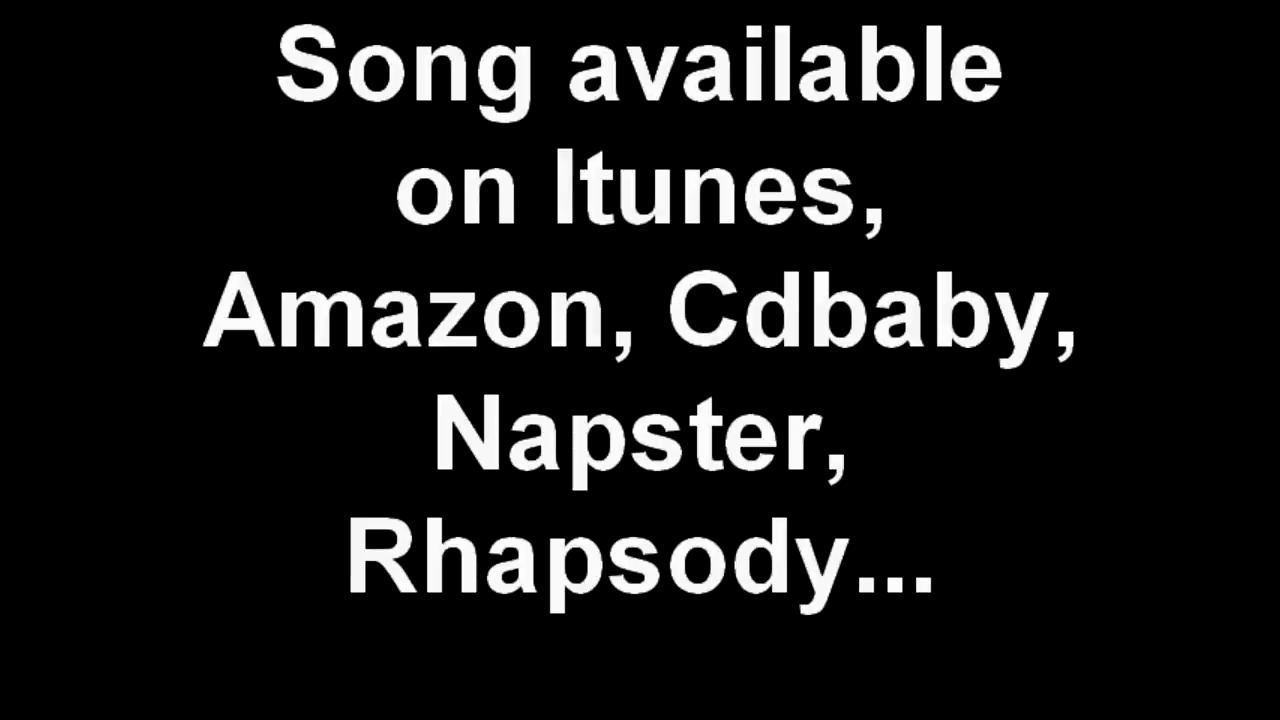 Song available
on Itunes,
Amazon, Cdbaby,
Napster,
Rhapsody...